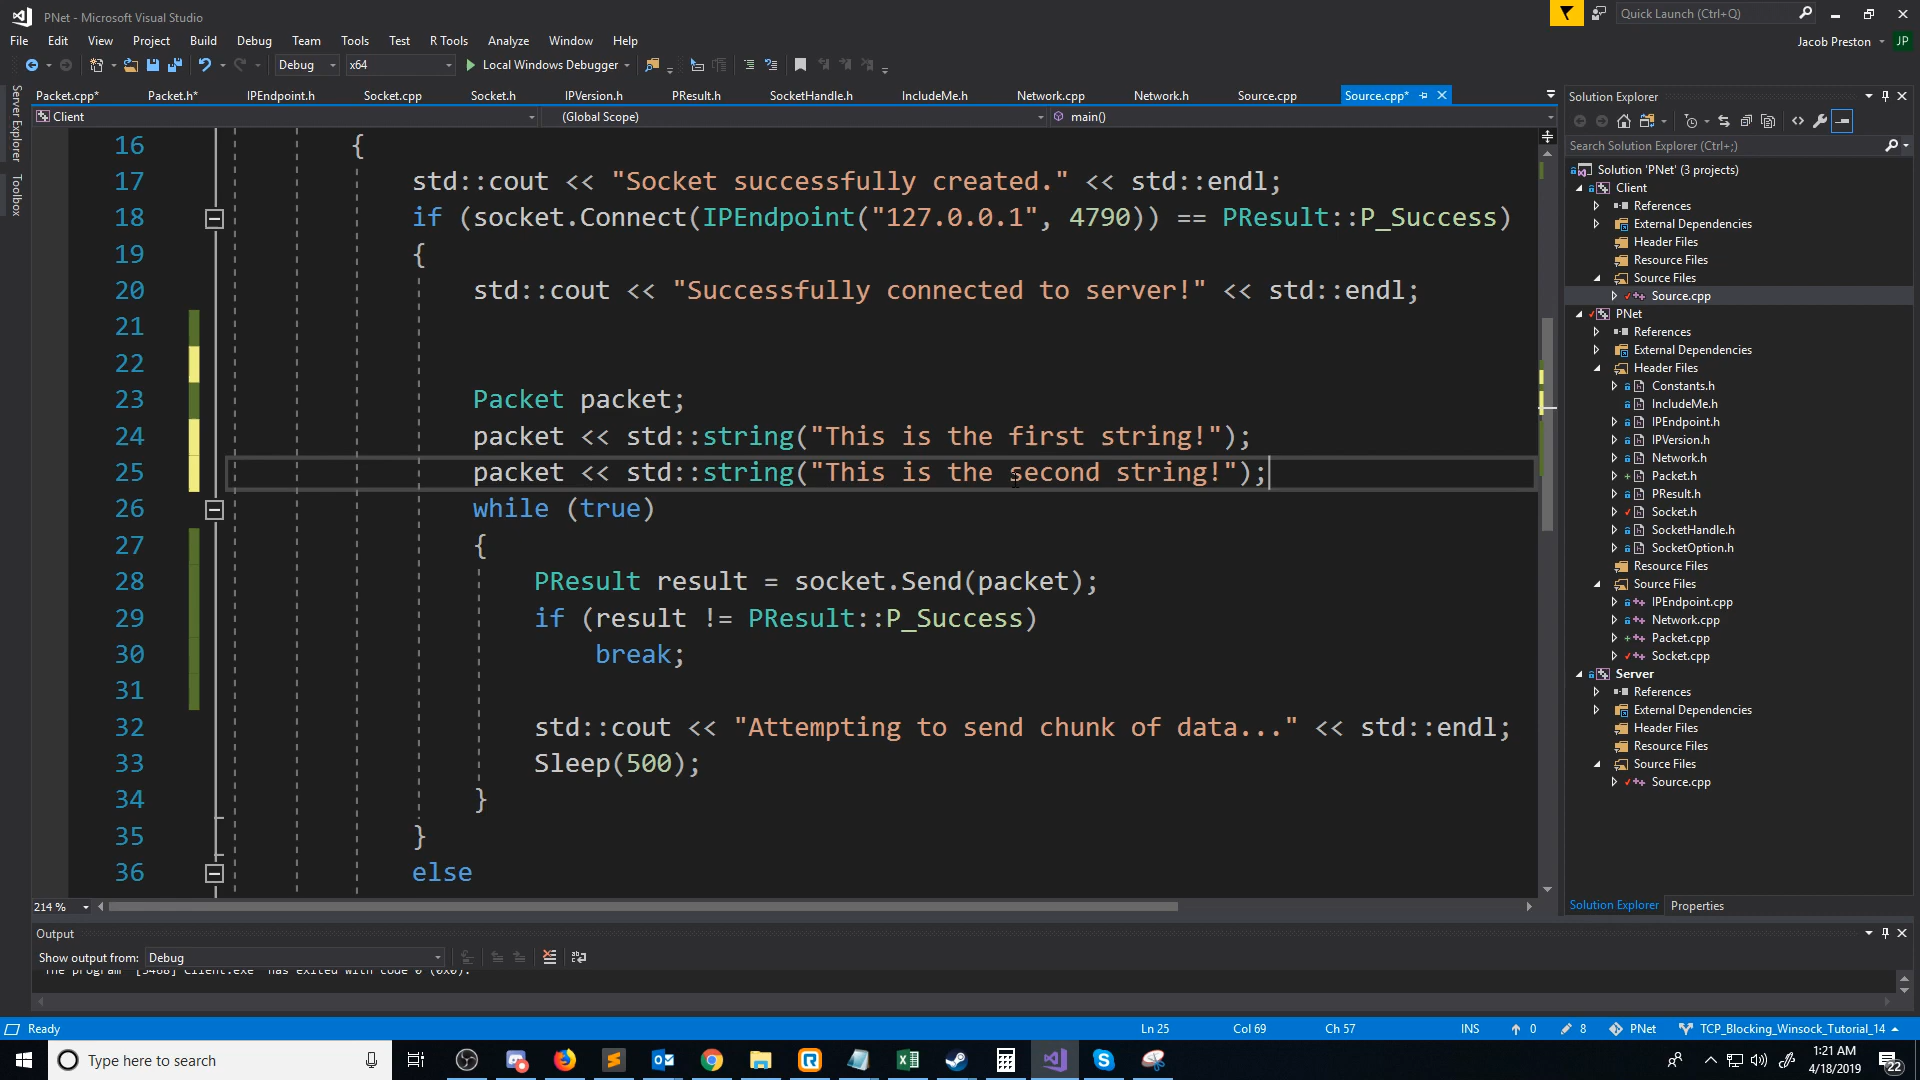 PNet - Microsoft Visual Studio
Quick Launch (Ctrl+Q)
File Edit View Project Build Debug Team Tools Test R Tools Analyze Window Help
Jacob Preston JP
Debug x64 Local Windows Debugger
Server Explorer
Toolbox
Packet.cpp* Packet.h* IPEndpoint.h Socket.cpp Socket.h IPVersion.h PResult.h SocketHandle.h IncludeMe.h Network.cpp Network.h Source.cpp Source.cpp*
Client (Global Scope) main()
16 {
17 std::cout << "Socket successfully created." << std::endl;
18 if (socket.Connect(IPEndpoint("127.0.0.1", 4790)) == PResult::P_Success)
19 {
20 std::cout << "Successfully connected to server!" << std::endl;
21
22
23 Packet packet;
24 packet << std::string("This is the first string!");
25 packet << std::string("This is the second string!");
26 while (true)
27 {
28 PResult result = socket.Send(packet);
29 if (result != PResult::P_Success)
30 break;
31
32 std::cout << "Attempting to send chunk of data..." << std::endl;
33 Sleep(500);
34 }
35 }
36 else
214 %
Solution Explorer
Search Solution Explorer (Ctrl+;)
Solution 'PNet' (3 projects)
Client
References
External Dependencies
Header Files
Resource Files
Source Files
Source.cpp
PNet
References
External Dependencies
Header Files
Constants.h
IncludeMe.h
IPEndpoint.h
IPVersion.h
Network.h
Packet.h
PResult.h
Socket.h
SocketHandle.h
SocketOption.h
Resource Files
Source Files
IPEndpoint.cpp
Network.cpp
Packet.cpp
Socket.cpp
Server
References
External Dependencies
Header Files
Resource Files
Source Files
Source.cpp
Solution Explorer Properties
Output
Show output from: Debug
The program '[5468] Client.exe' has exited with code 0 (0x0).
Ready Ln 25 Col 69 Ch 57 INS 0 8 PNet TCP_Blocking_Winsock_Tutorial_14
Type here to search
1:21 AM
4/18/2019
22